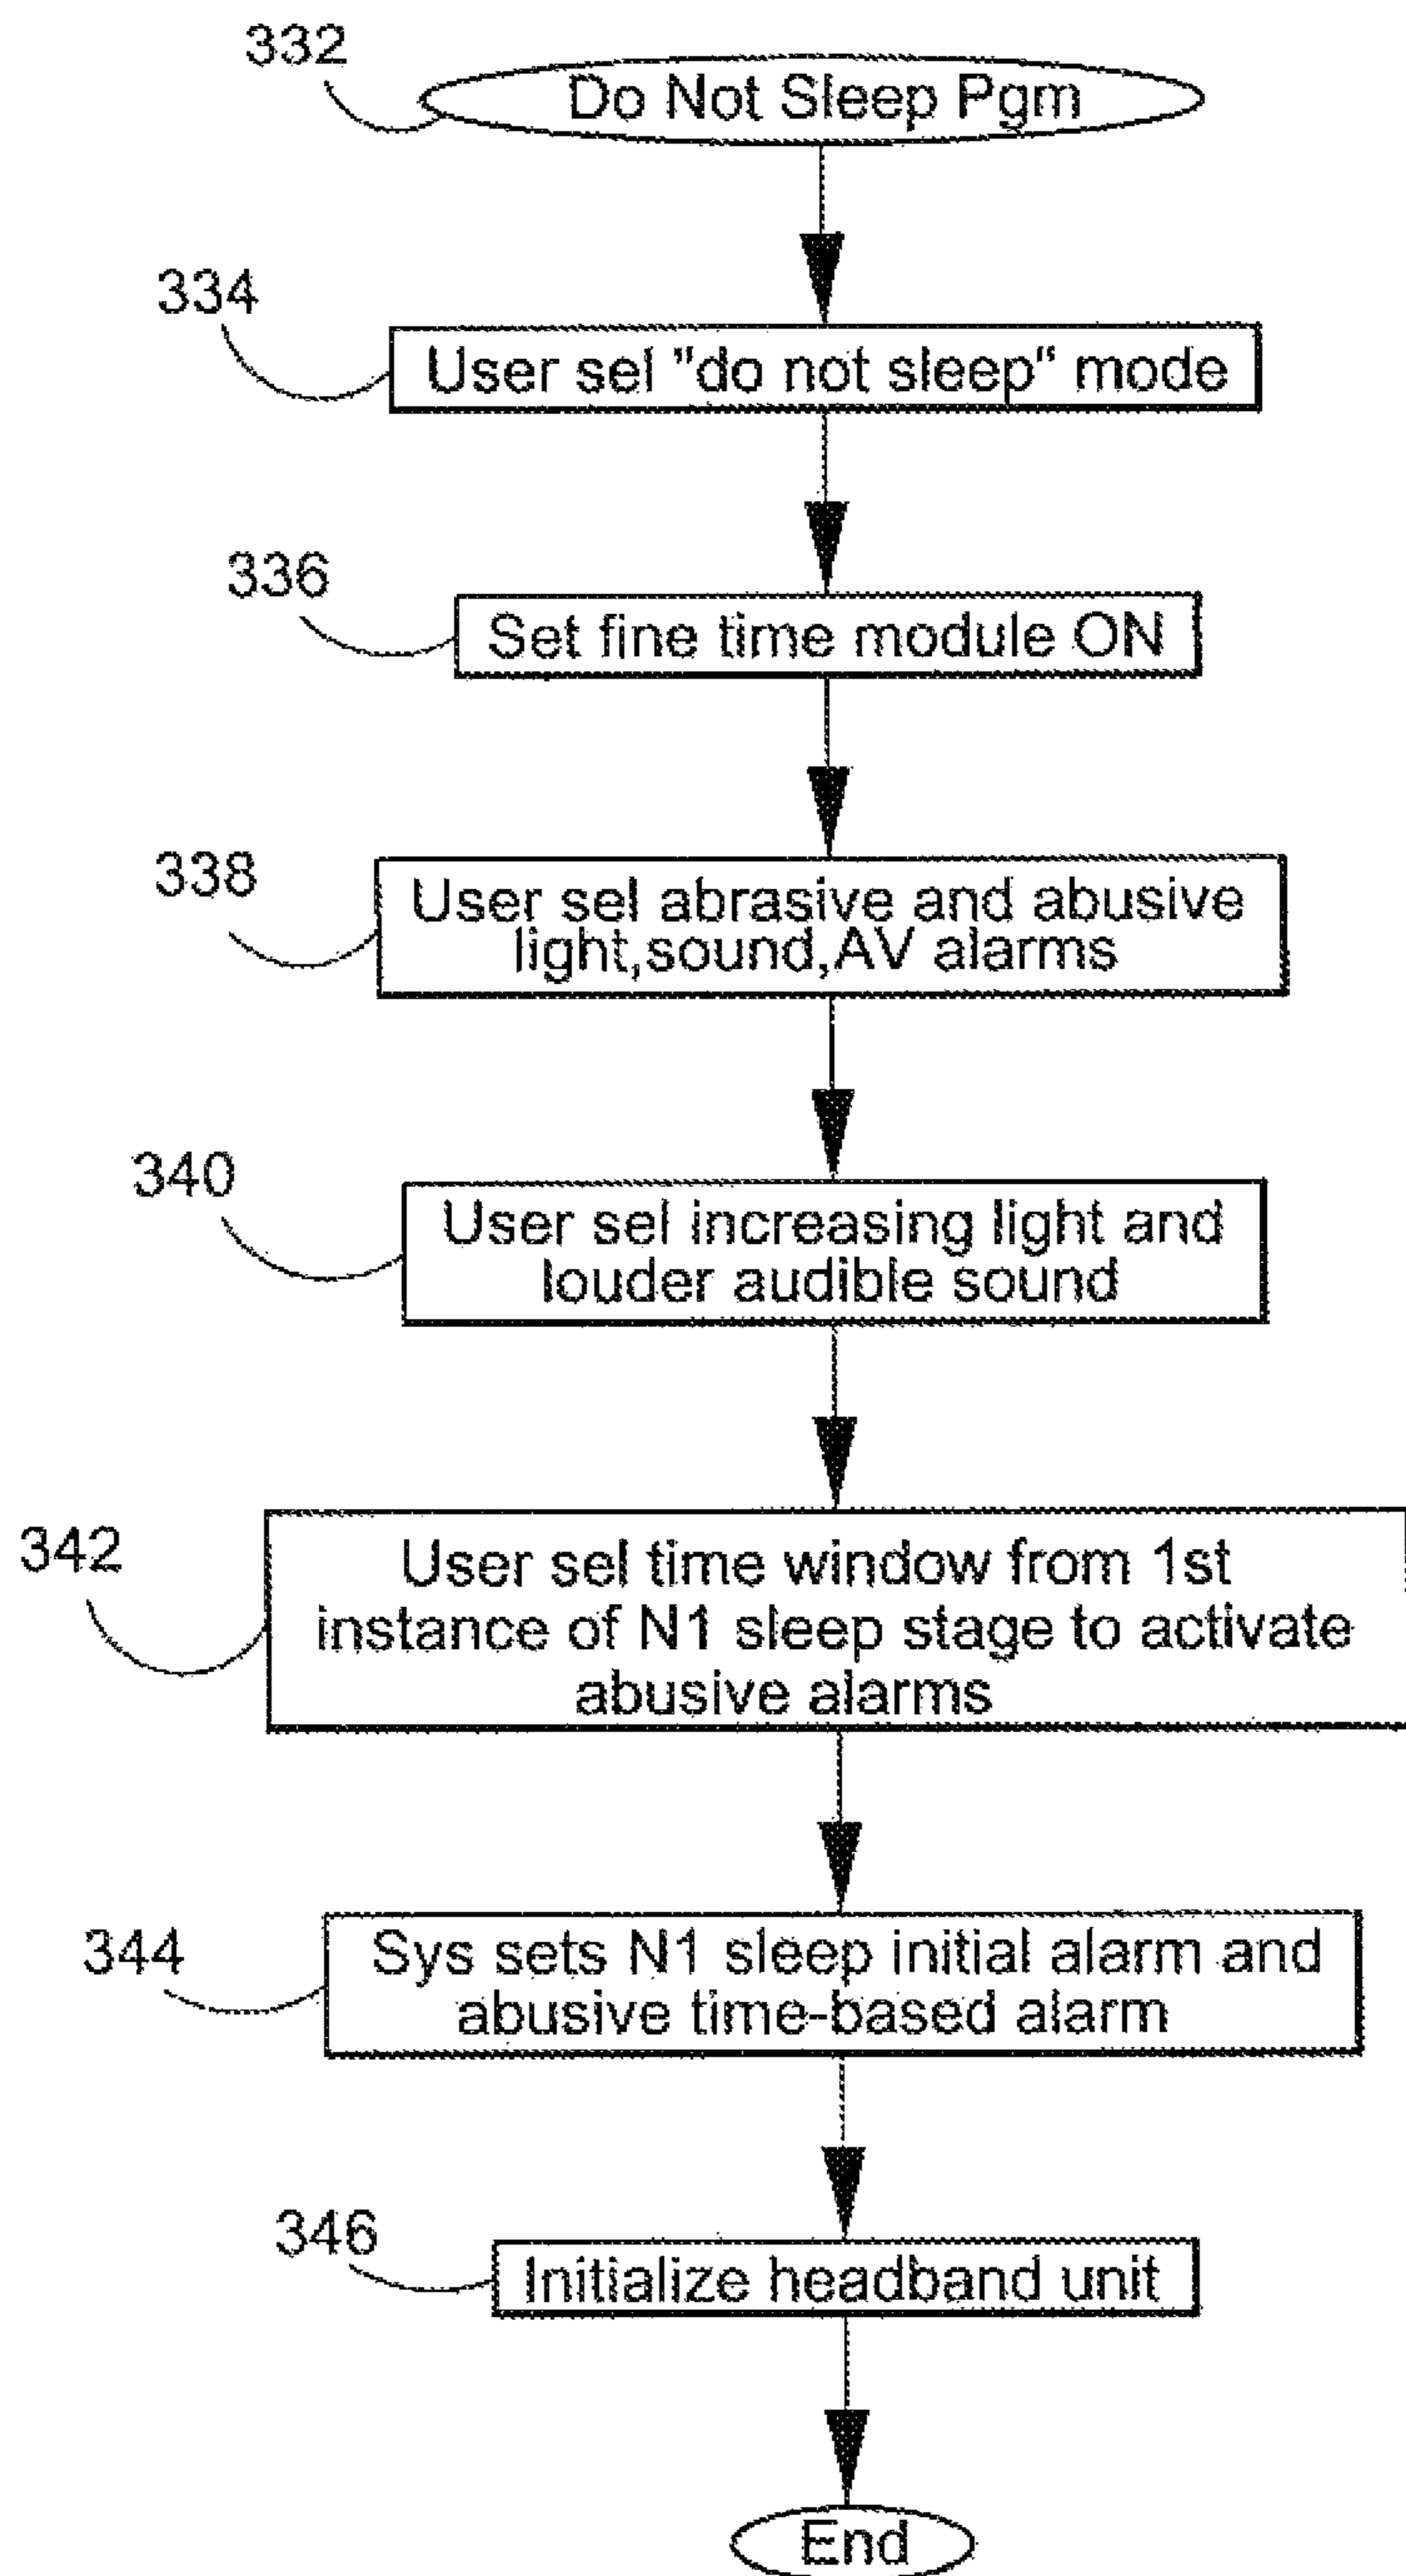 332
Do Not Sleep Pgm
334
User sel "do not sleep" mode
336
Set fine time module ON
338
User sel abrasive and abusive
light,sound,AV alarms
340
User sel increasing light and
louder audible sound
342
User sel time window from 1st
instance of N1 sleep stage to activate
abusive alarms
344
Sys sets N1 sleep initial alarm and
abusive time-based alarm
346
Initialize headband unit
End